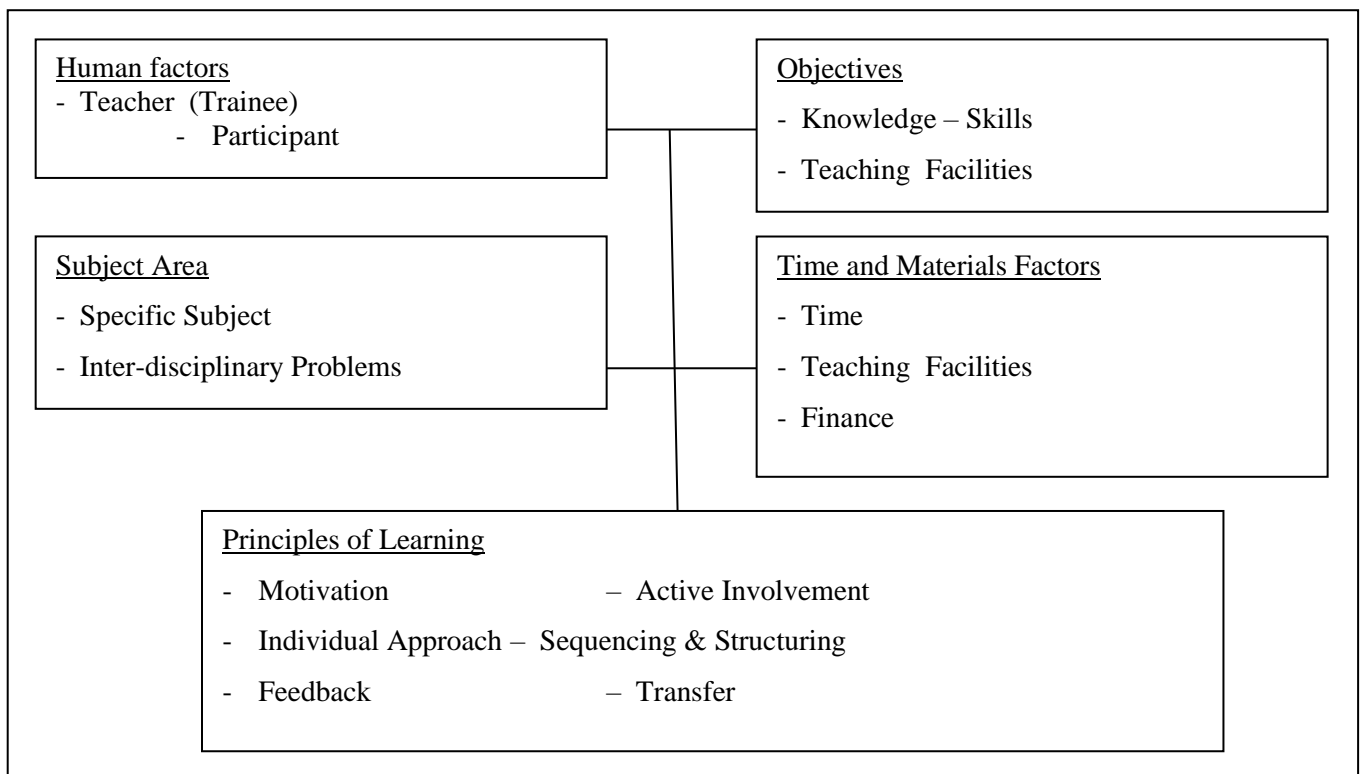 Human factors
- Teacher (Trainee)
- Participant
Objectives
- Knowledge – Skills
- Teaching Facilities
Subject Area
- Specific Subject
- Inter-disciplinary Problems
Time and Materials Factors
- Time
- Teaching Facilities
- Finance
Principles of Learning
- Motivation – Active Involvement
- Individual Approach – Sequencing & Structuring
- Feedback – Transfer